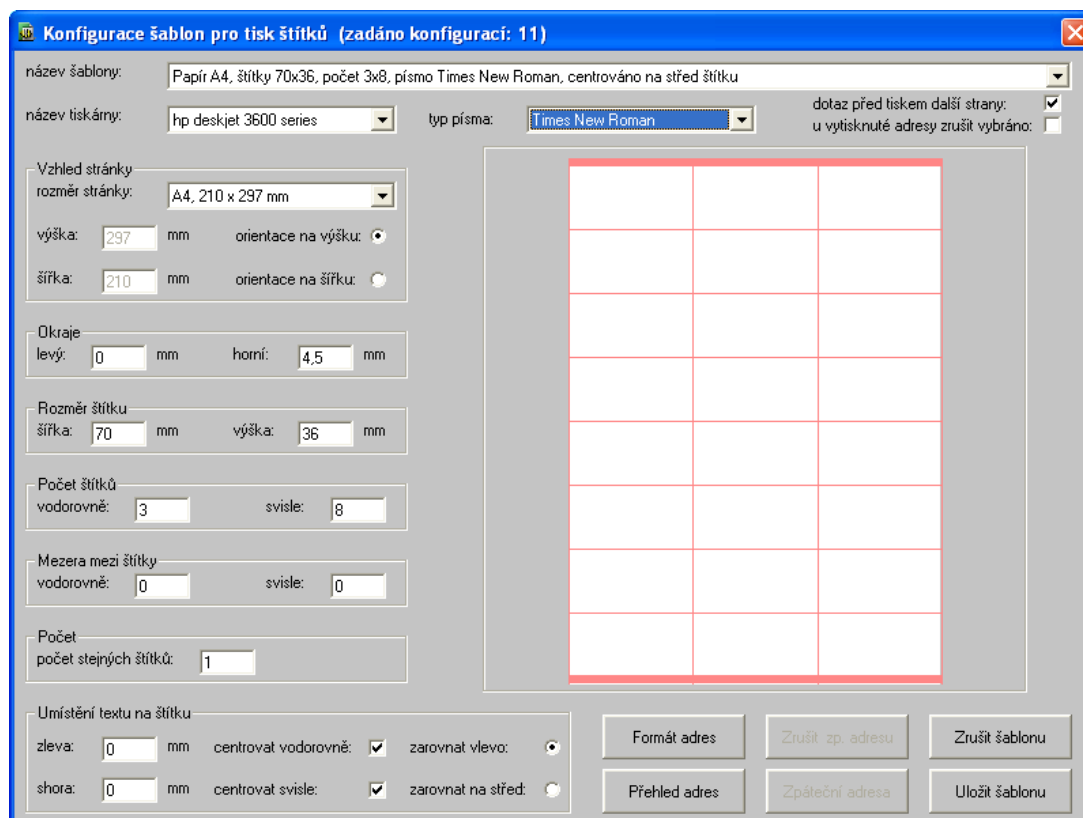 Konfigurace šablon pro tisk štítků (zadáno konfigurací: 11)
název šablony: Papír A4, štítky 70x36, počet 3x8, písmo Times New Roman, centrováno na střed štítku
název tiskárny: hp deskjet 3600 series typ písma: Times New Roman dotaz před tiskem další strany:
u vytisknuté adresy zrušit vybráno:
Vzhled stránky
rozměr stránky: A4, 210 x 297 mm
výška: 297 mm orientace na výšku:
šířka: 210 mm orientace na šířku:
Okraje
levý: 0 mm horní: 4,5 mm
Rozměr štítku
šířka: 70 mm výška: 36 mm
Počet štítků
vodorovně: 3 svisle: 8
Mezera mezi štítky
vodorovně: 0 svisle: 0
Počet
počet stejných štítků: 1
Umístění textu na štítku
zleva: 0 mm centrovat vodorovně: zarovnat vlevo:
shora: 0 mm centrovat svisle: zarovnat na střed:
Formát adres Zrušit zp. adresu Zrušit šablonu
Přehled adres Zpáteční adresa Uložit šablonu